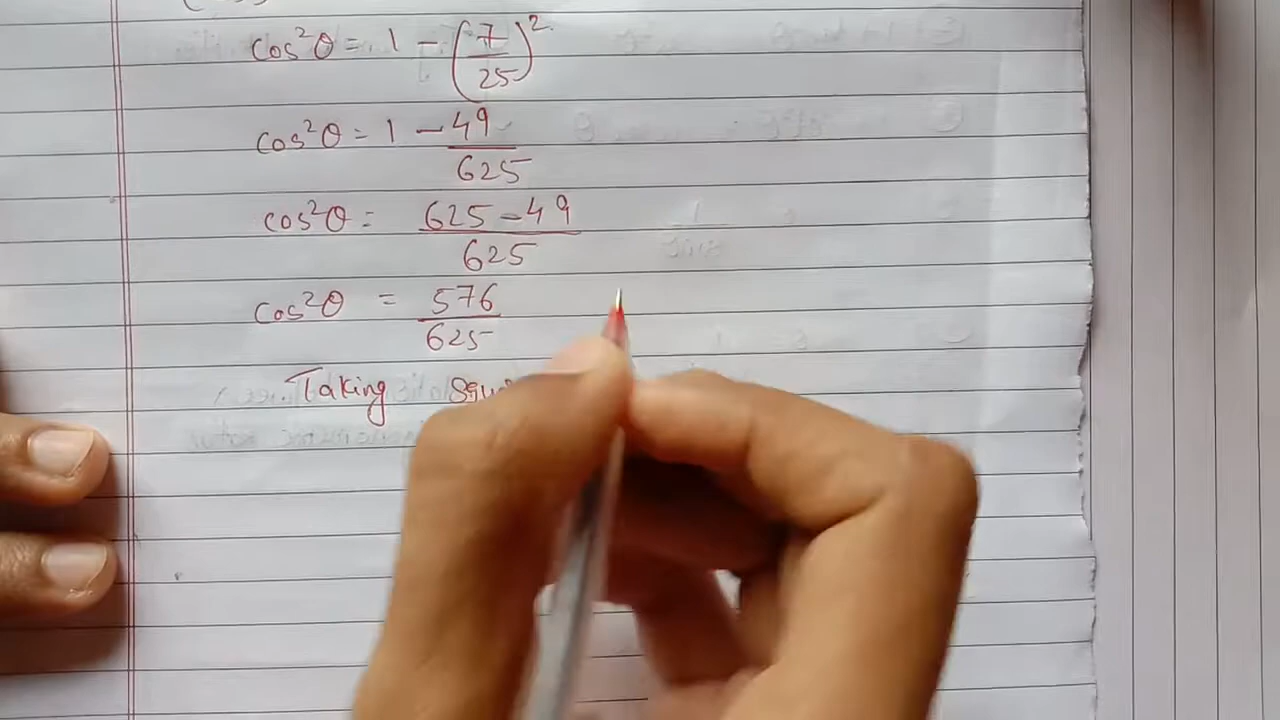 cos²θ = 1 - (7/25)²
cos²θ = 1 - 49/625
cos²θ = 625 - 49/625
cos²θ = 576/625
Taking